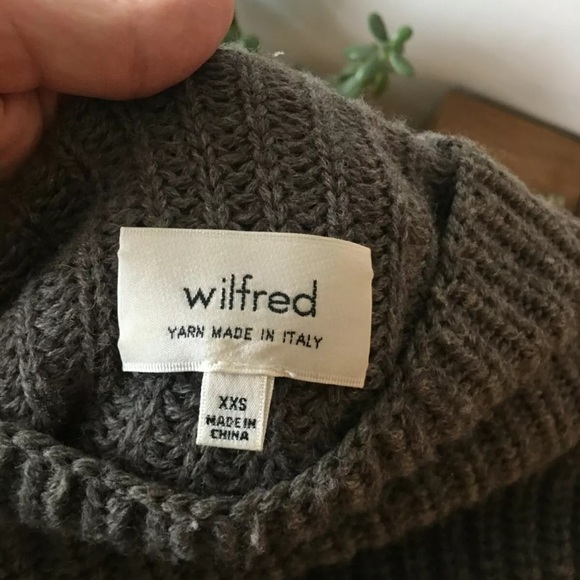 wilfred
YARN MADE IN ITALY
XXS
MADE IN
CHINA